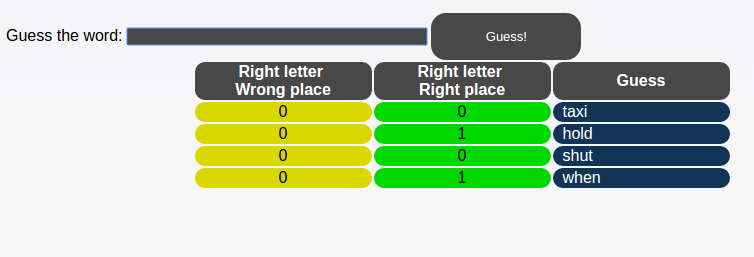 Guess the word: Guess!
Right letter Wrong place Right letter Right place Guess
0 0 taxi
0 1 hold
0 0 shut
0 1 when